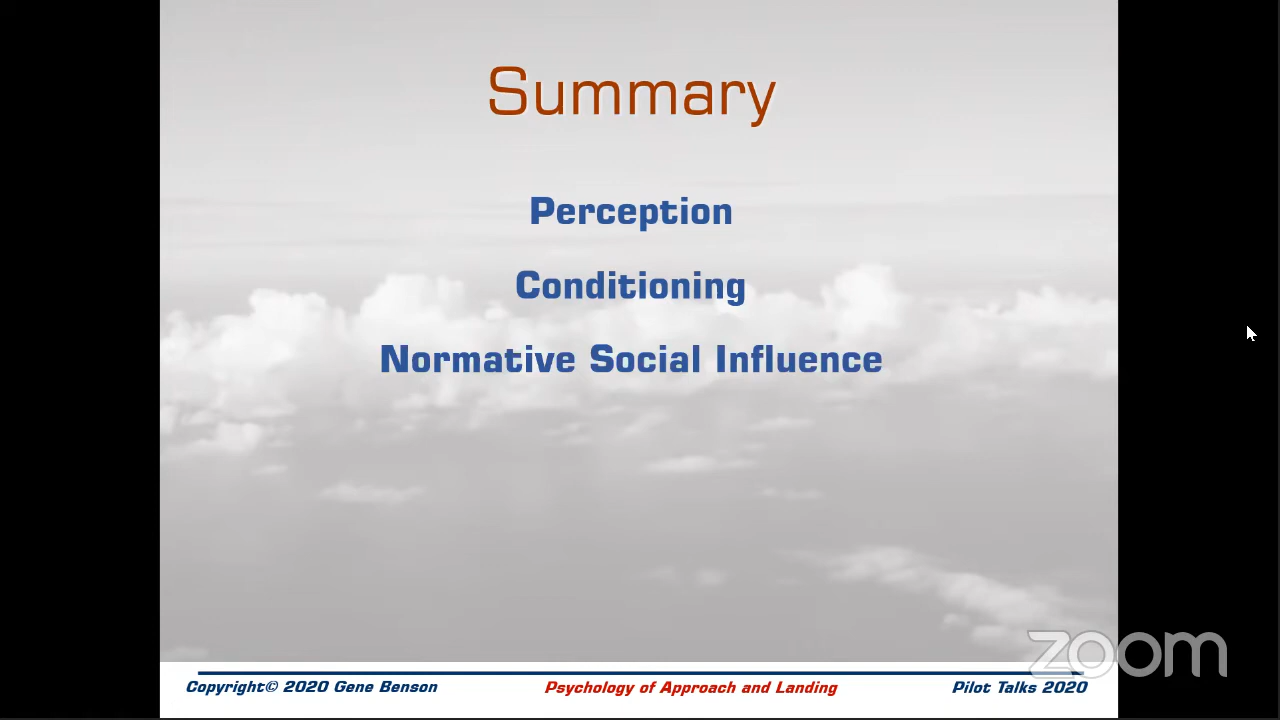 Summary
Perception
Conditioning
Normative Social Influence
zoom
Copyright© 2020 Gene Benson
Psychology of Approach and Landing
Pilot Talks 2020